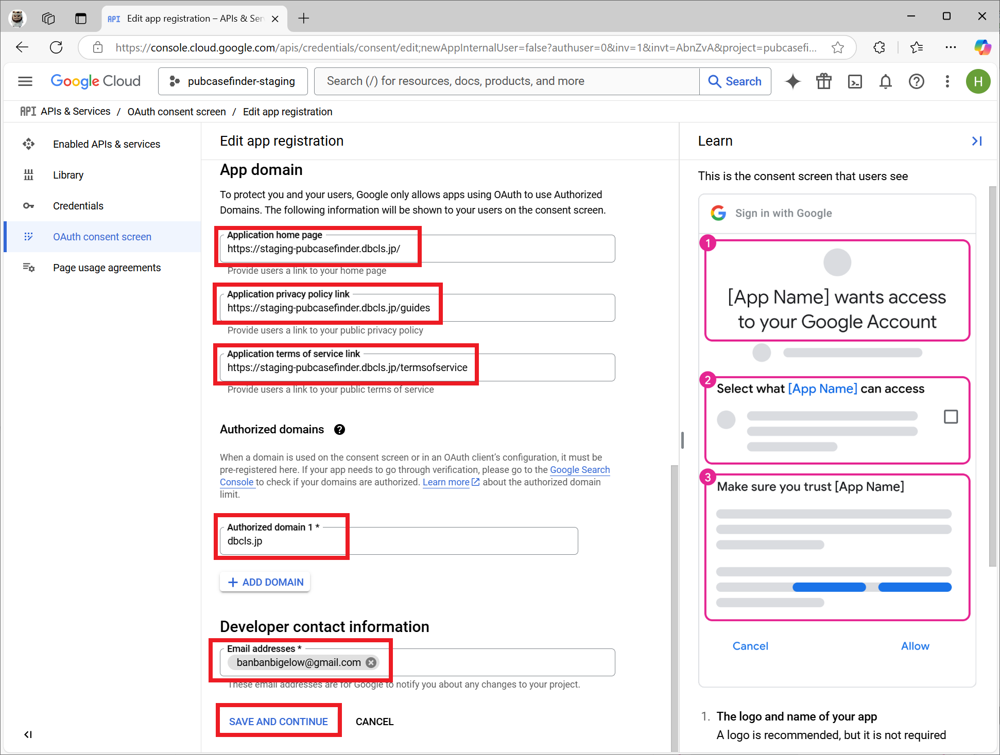 API Edit app registration – APIs & Ser
https://console.cloud.google.com/apis/credentials/consent/edit;newAppInternalUser=false?authuser=0&inv=1&invt=AbnZvA&project=pubcasefi...
Google Cloud
pubcasefinder-staging
Search (/) for resources, docs, products, and more
Search
H
API APIs & Services / OAuth consent screen / Edit app registration
Enabled APIs & services
Library
Credentials
OAuth consent screen
Page usage agreements
Edit app registration
App domain
To protect you and your users, Google only allows apps using OAuth to use Authorized
Domains. The following information will be shown to your users on the consent screen.
Application home page
https://staging-pubcasefinder.dbcls.jp/
Provide users a link to your home page
Application privacy policy link
https://staging-pubcasefinder.dbcls.jp/guides
Provide users a link to your public privacy policy
Application terms of service link
https://staging-pubcasefinder.dbcls.jp/termsofservice
Provide users a link to your public terms of service
Authorized domains
When a domain is used on the consent screen or in an OAuth client's configuration, it must be
pre-registered here. If your app needs to go through verification, please go to the Google Search
Console to check if your domains are authorized. Learn more about the authorized domain
limit.
Authorized domain 1 *
dbcls.jp
+ ADD DOMAIN
Developer contact information
Email addresses *
banbanbigelow@gmail.com
These email addresses are for Google to notify you about any changes to your project.
SAVE AND CONTINUE
CANCEL
Learn
This is the consent screen that users see
Sign in with Google
1
[App Name] wants access
to your Google Account
2
Select what [App Name] can access
3
Make sure you trust [App Name]
Cancel
Allow
1. The logo and name of your app
A logo is recommended, but it is not required